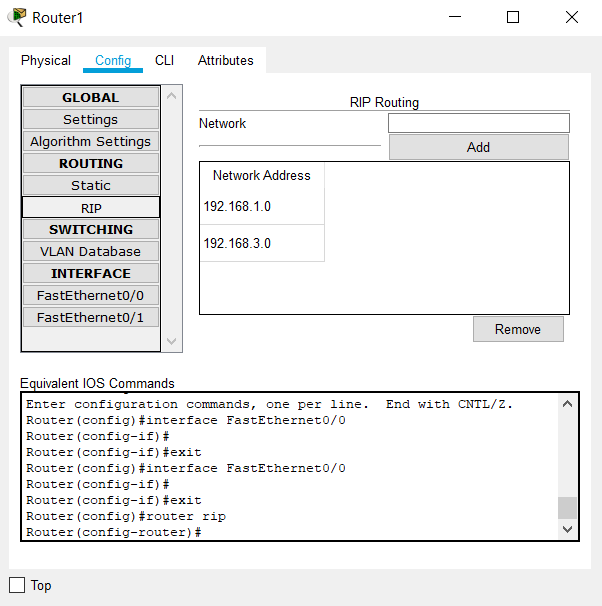 Router1
Physical Config CLI Attributes
GLOBAL
Settings
Algorithm Settings
ROUTING
Static
RIP
SWITCHING
VLAN Database
INTERFACE
FastEthernet0/0
FastEthernet0/1
RIP Routing
Network
Add
Network Address
192.168.1.0
192.168.3.0
Remove
Equivalent IOS Commands
Enter configuration commands, one per line.  End with CNTL/Z.
Router(config)#interface FastEthernet0/0
Router(config-if)#
Router(config-if)#exit
Router(config)#interface FastEthernet0/0
Router(config-if)#
Router(config-if)#exit
Router(config)#router rip
Router(config-router)#
Top